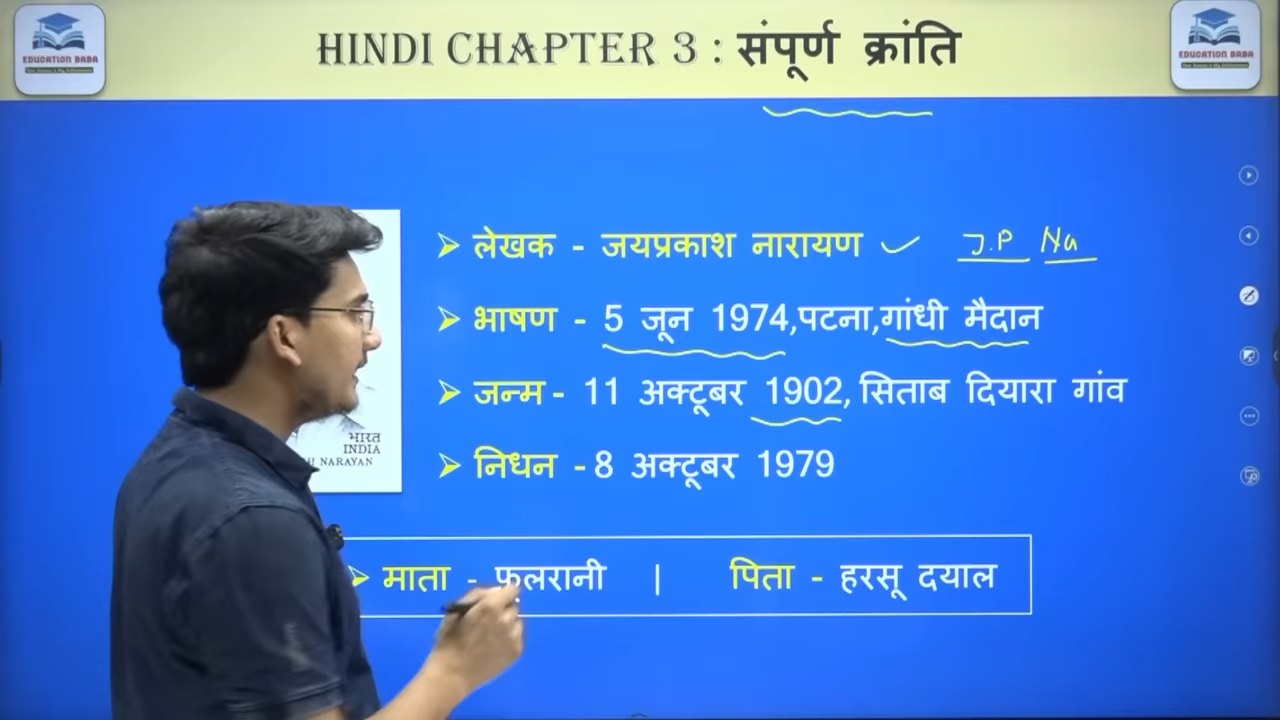 HINDI CHAPTER 3 : संपूर्ण क्रांति
EDUCATION BABA
EDUCATION BABA
➤ लेखक - जयप्रकाश नारायण J.P Na
➤ भाषण - 5 जून 1974,पटना,गांधी मैदान
➤ जन्म - 11 अक्टूबर 1902, सिताब दियारा गांव
➤ निधन - 8 अक्टूबर 1979
भारत
INDIA
NARAYAN
➤ माता - फूलरानी | पिता - हरसू दयाल